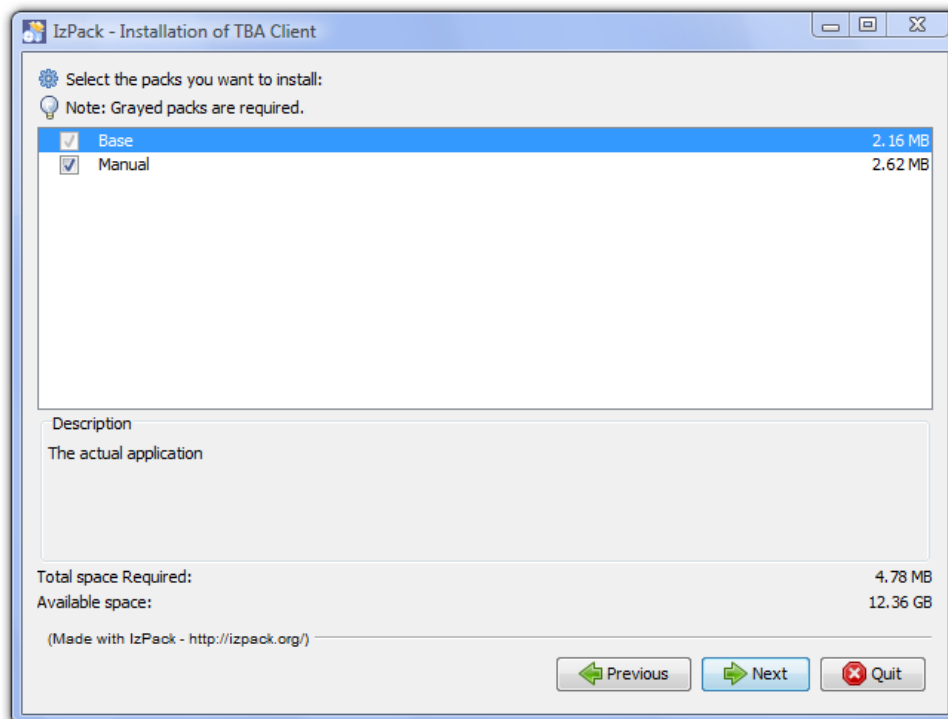 IzPack - Installation of TBA Client
Select the packs you want to install:
Note: Grayed packs are required.
Base 2.16 MB
Manual 2.62 MB
Description
The actual application
Total space Required: 4.78 MB
Available space: 12.36 GB
(Made with IzPack - http://izpack.org/)
Previous Next Quit